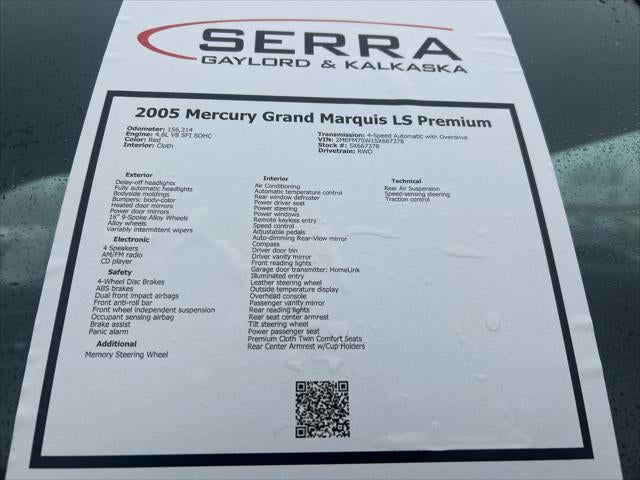 SERRA
GAYLORD & KALKASKA
2005 Mercury Grand Marquis LS Premium
Odometer: 156,314
Engine: 4.6L V8 SFI SOHC
Color: Red
Interior: Cloth
Transmission: 4-Speed Automatic with Overdrive
VIN: 2MEFM75W15X667378
Stock #: 5X667378
Drivetrain: RWD
Exterior
Delay-off headlights
Fully automatic headlights
Bodyside moldings
Bumpers: body-color
Heated door mirrors
Power door mirrors
16" 9-Spoke Alloy Wheels
Alloy wheels
Variably intermittent wipers
Electronic
4 Speakers
AM/FM radio
CD player
Safety
4-Wheel Disc Brakes
ABS brakes
Dual front impact airbags
Front anti-roll bar
Front wheel independent suspension
Occupant sensing airbag
Brake assist
Panic alarm
Additional
Memory Steering Wheel
Interior
Air Conditioning
Automatic temperature control
Rear window defroster
Power driver seat
Power steering
Power windows
Remote keyless entry
Speed control
Adjustable pedals
Auto-dimming Rear-View mirror
Compass
Driver door bin
Driver vanity mirror
Front reading lights
Garage door transmitter: HomeLink
Illuminated entry
Leather steering wheel
Outside temperature display
Overhead console
Passenger vanity mirror
Rear reading lights
Rear seat center armrest
Tilt steering wheel
Power passenger seat
Premium Cloth Twin Comfort Seats
Rear Center Armrest w/Cup Holders
Technical
Rear Air Suspension
Speed-sensing steering
Traction control